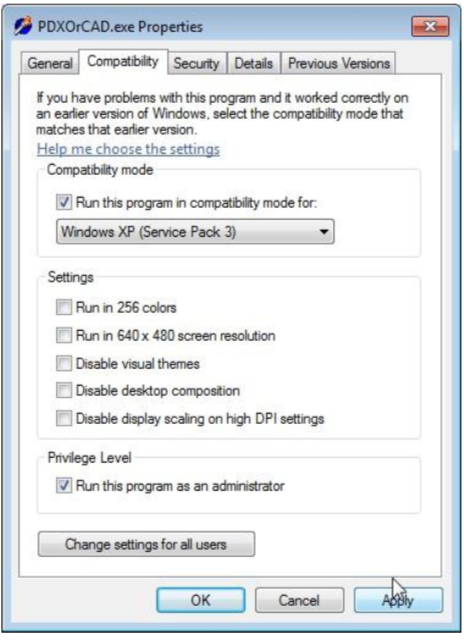 PDXOrCAD.exe Properties
General Compatibility Security Details Previous Versions
If you have problems with this program and it worked correctly on
an earlier version of Windows, select the compatibility mode that
matches that earlier version.
Help me choose the settings
Compatibility mode
Run this program in compatibility mode for:
Windows XP (Service Pack 3)
Settings
Run in 256 colors
Run in 640 x 480 screen resolution
Disable visual themes
Disable desktop composition
Disable display scaling on high DPI settings
Privilege Level
Run this program as an administrator
Change settings for all users
OK Cancel Apply